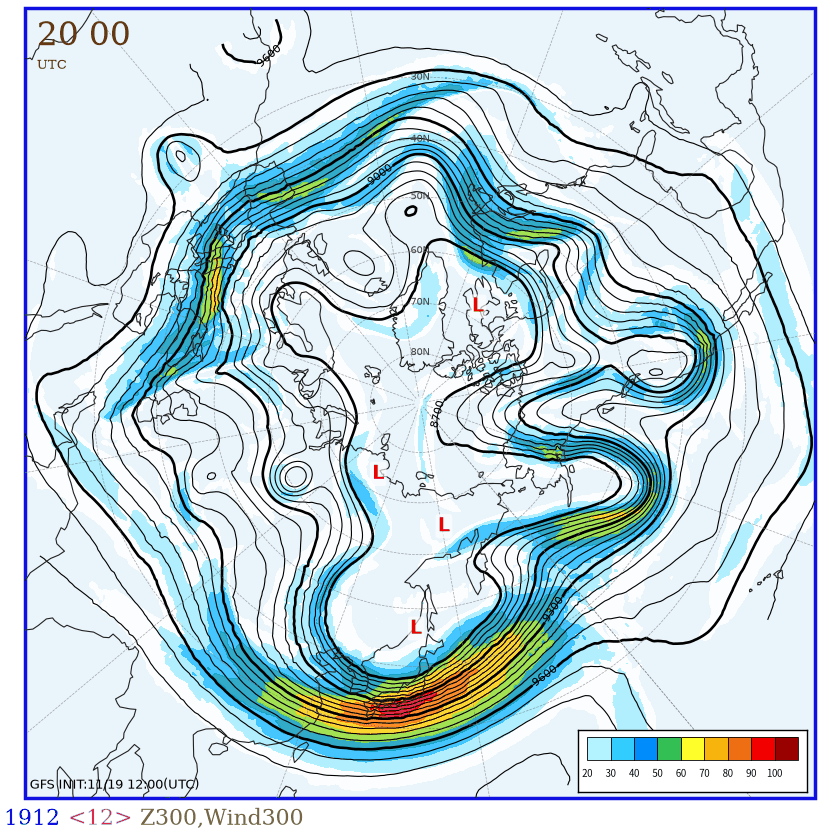 20 00
UTC
9600
30N
40N
9000
50N
60N
L
70N
80N
8700
L
L
9300
L
9600
20 30 40 50 60 70 80 90 100
GFS INIT:11/19 12:00(UTC)
1912 <12> Z300,Wind300